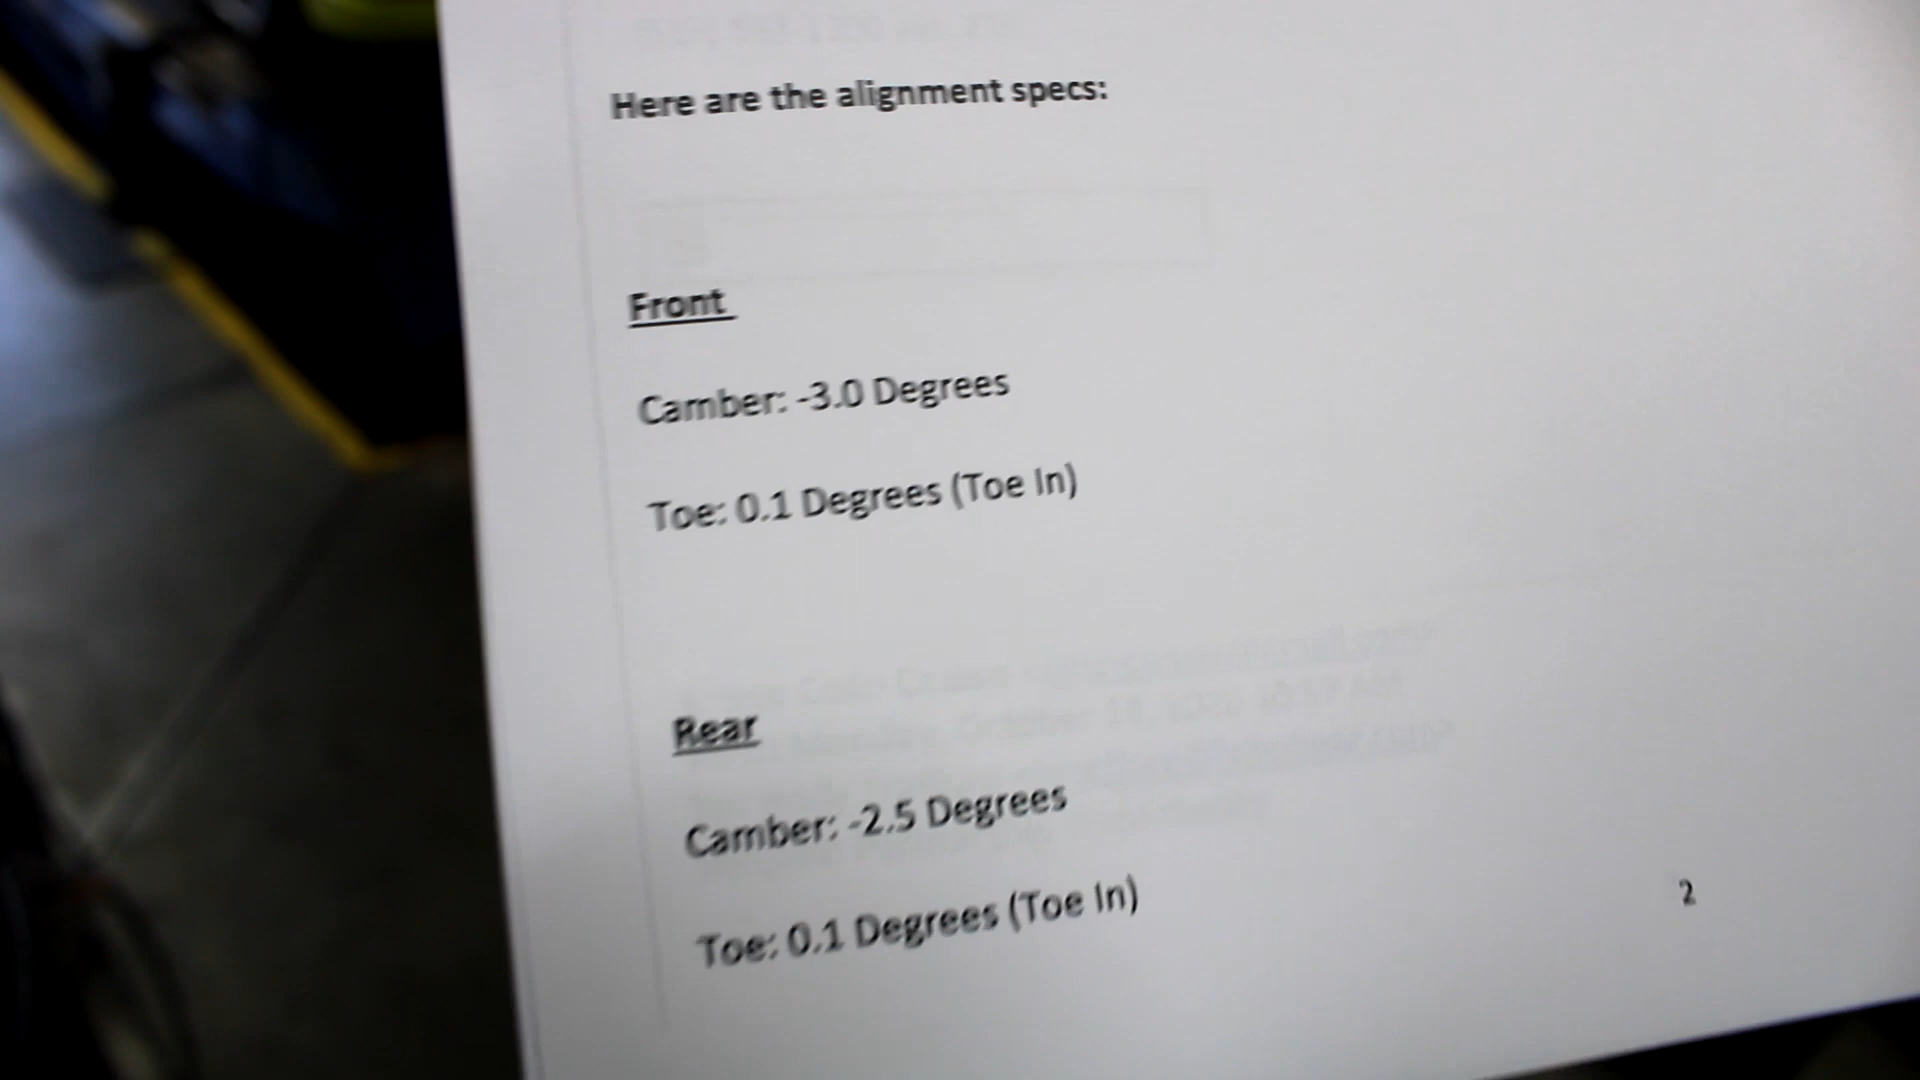 Here are the alignment specs:
Front
Camber: -3.0 Degrees
Toe: 0.1 Degrees (Toe In)
Rear
Camber: -2.5 Degrees
Toe: 0.1 Degrees (Toe In)
2